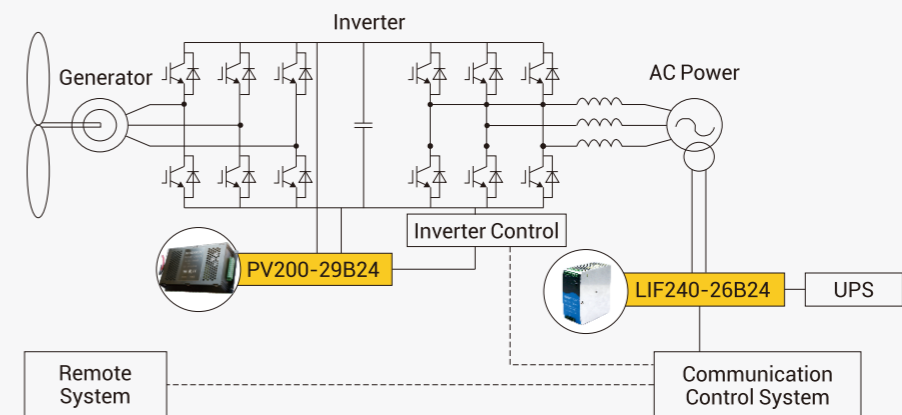 Inverter
Generator
AC Power
Inverter Control
PV200-29B24
LIF240-26B24
UPS
Remote
System
Communication
Control System